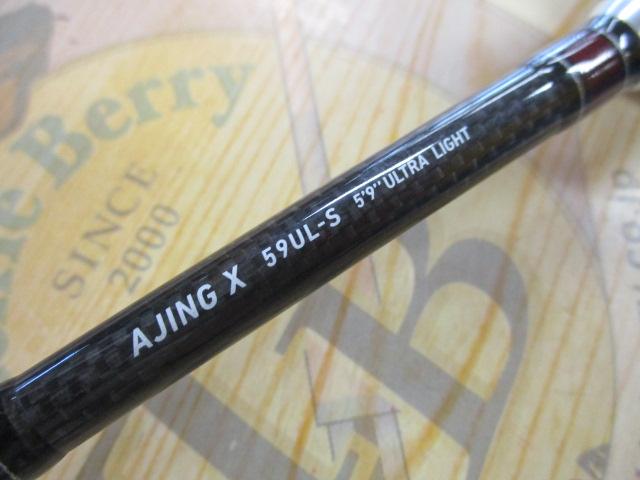 AJING X 59UL-S 5'9" ULTRA LIGHT
Berry
SINCE
2000
B